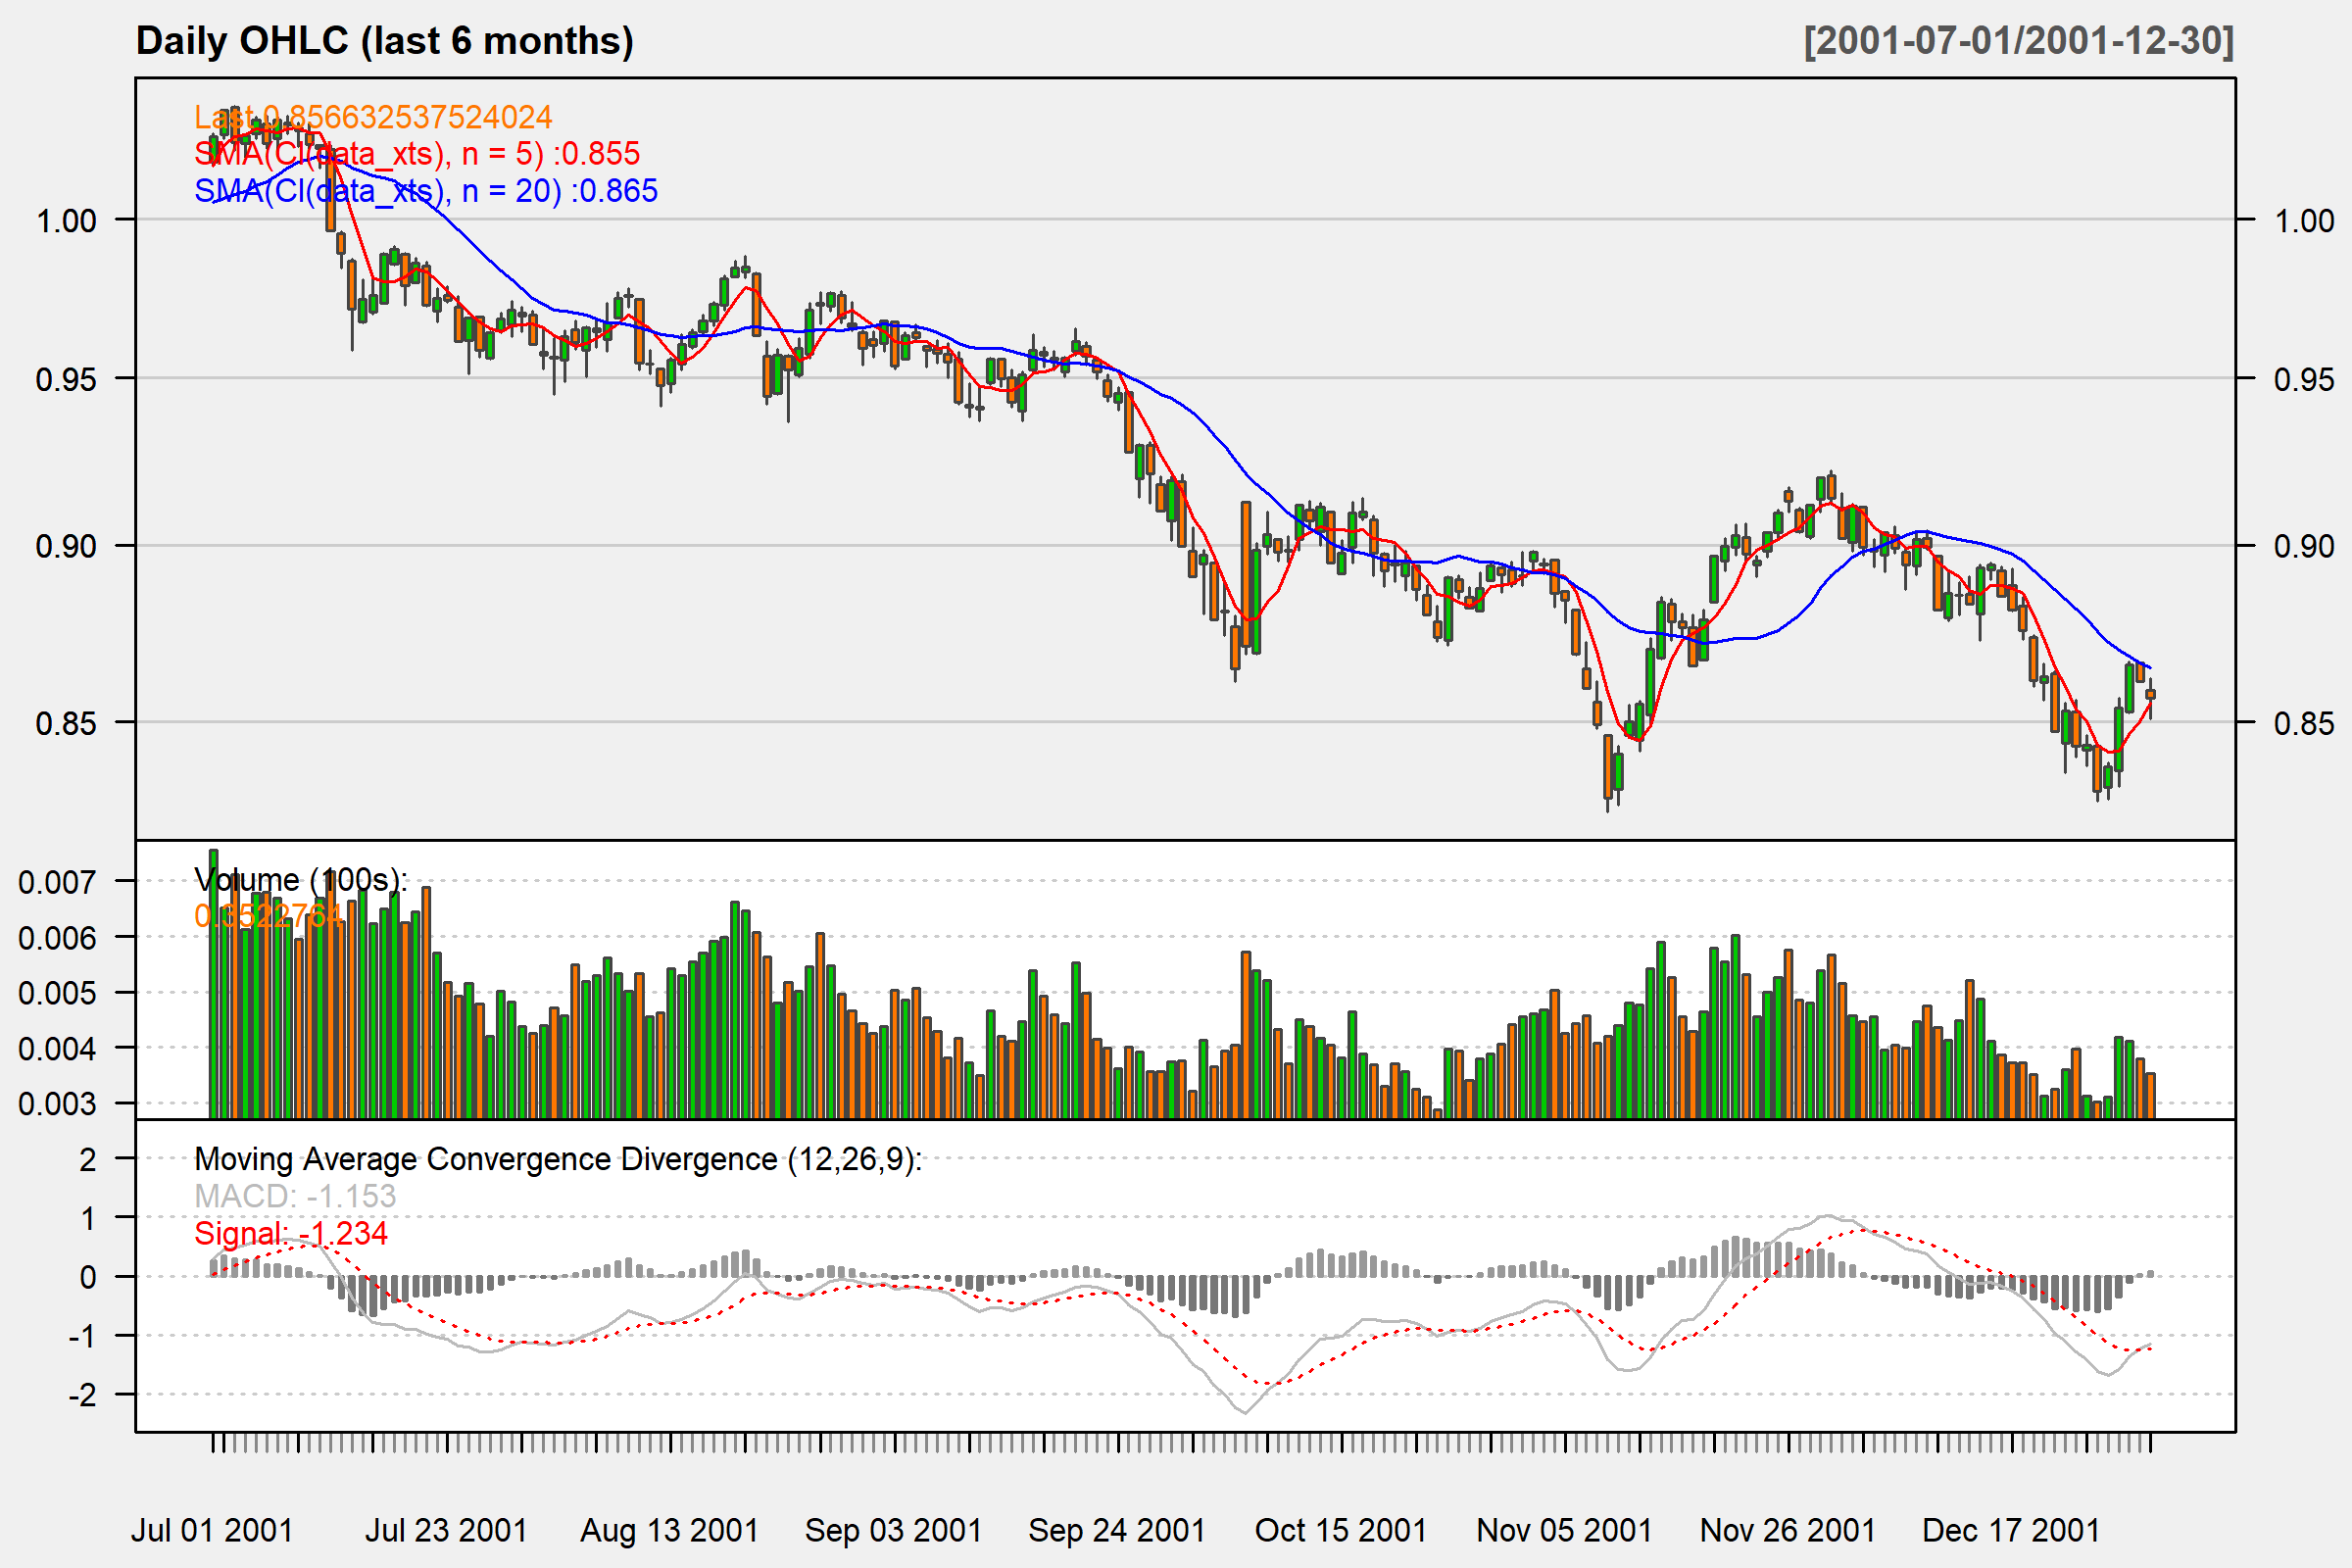 Daily OHLC (last 6 months)
[2001-07-01/2001-12-30]
Last 0.856632537524024
SMA(Cl(data_xts), n = 5) :0.855
SMA(Cl(data_xts), n = 20) :0.865
1.00
0.95
0.90
0.85
1.00
0.95
0.90
0.85
Volume (100s):
0.3522764
0.007
0.006
0.005
0.004
0.003
Moving Average Convergence Divergence (12,26,9):
MACD: -1.153
Signal: -1.234
2
1
0
-1
-2
Jul 01 2001 Jul 23 2001 Aug 13 2001 Sep 03 2001 Sep 24 2001 Oct 15 2001 Nov 05 2001 Nov 26 2001 Dec 17 2001